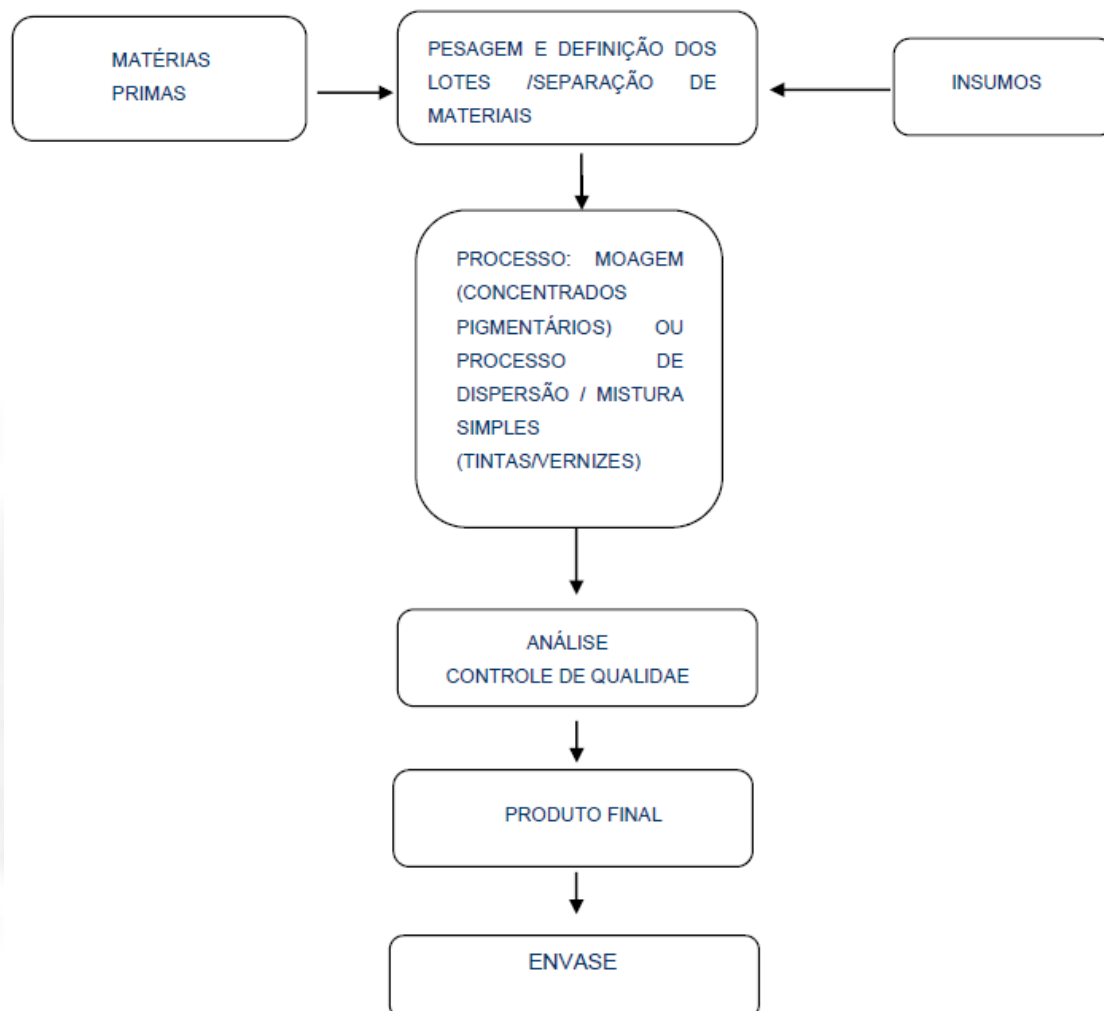 MATÉRIAS
PRIMAS
PESAGEM E DEFINIÇÃO DOS
LOTES /SEPARAÇÃO DE
MATERIAIS
INSUMOS
PROCESSO: MOAGEM
(CONCENTRADOS
PIGMENTÁRIOS) OU
PROCESSO DE
DISPERSÃO / MISTURA
SIMPLES
(TINTAS/VERNIZES)
ANÁLISE
CONTROLE DE QUALIDAE
PRODUTO FINAL
ENVASE